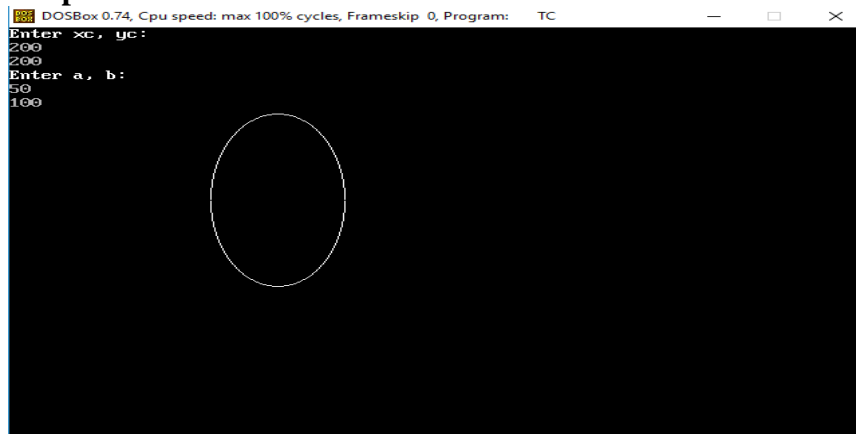 DOSBox 0.74, Cpu speed: max 100% cycles, Frameskip 0, Program: TC
Enter xc, yc:
200
200
Enter a, b:
50
100